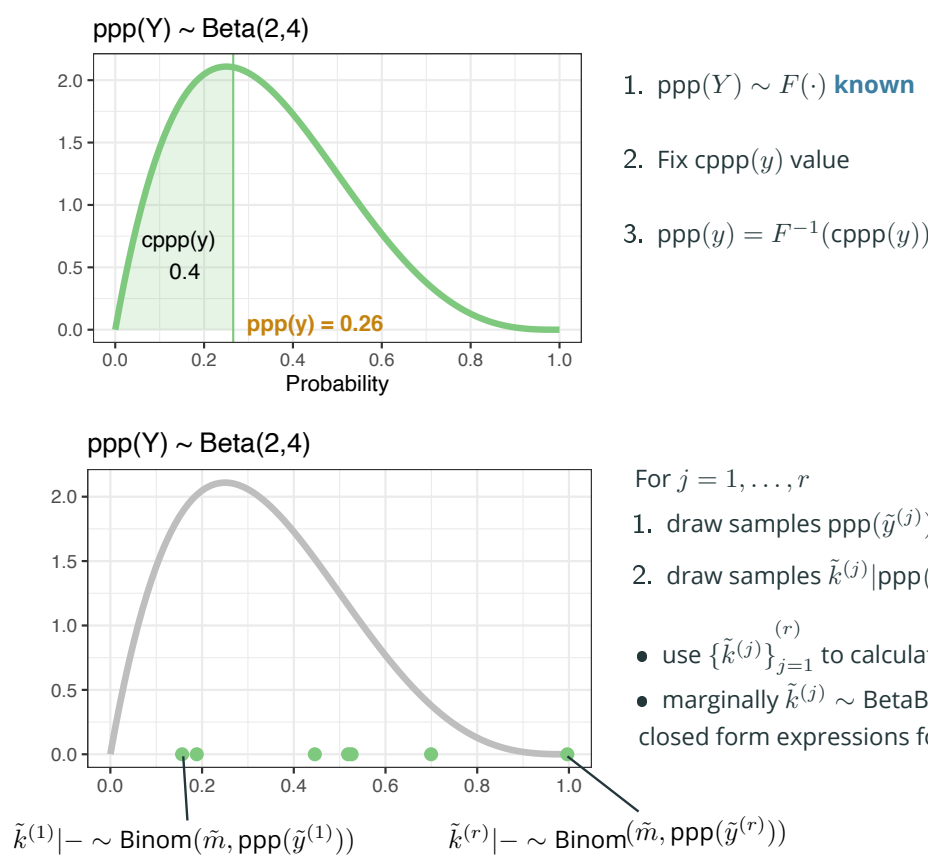 ppp(Y) ~ Beta(2,4)
2.0
1.5
1.0
0.5
0.0
cppp(y)
0.4
ppp(y) = 0.26
0.0 0.2 0.4 0.6 0.8 1.0
Probability
1. ppp(Y) ∼ F(·) known
2. Fix cppp(y) value
3. ppp(y) = F⁻¹(cppp(y))
ppp(Y) ~ Beta(2,4)
2.0
1.5
1.0
0.5
0.0
0.0 0.2 0.4 0.6 0.8 1.0
k̃⁽¹⁾|− ∼ Binom(m̃, ppp(ỹ⁽¹⁾))
k̃⁽ʳ⁾|− ∼ Binom(m̃, ppp(ỹ⁽ʳ⁾))
For j = 1, . . . , r
1. draw samples ppp(ỹ⁽ʲ⁾)
2. draw samples k̃⁽ʲ⁾|ppp(
• use {k̃⁽ʲ⁾}ⱼ₌₁⁽ʳ⁾ to calculat
• marginally k̃⁽ʲ⁾ ∼ BetaB
closed form expressions fo